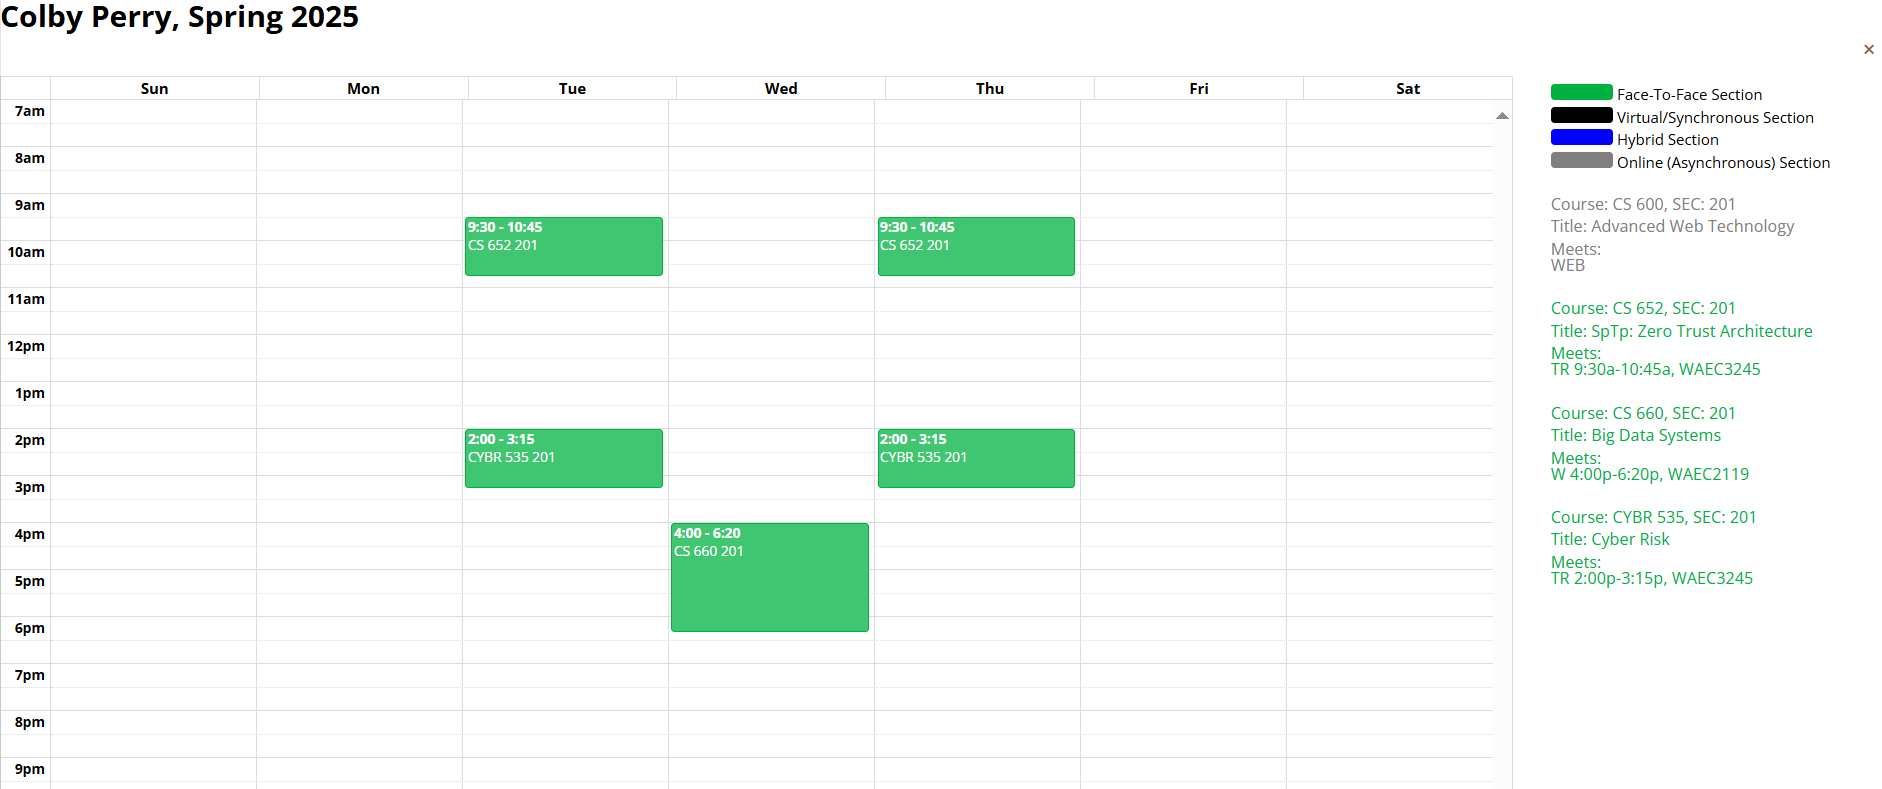 Colby Perry, Spring 2025
×
Sun Mon Tue Wed Thu Fri Sat
7am
8am
9am
10am
11am
12pm
1pm
2pm
3pm
4pm
5pm
6pm
7pm
8pm
9pm
9:30 - 10:45
CS 652 201
9:30 - 10:45
CS 652 201
2:00 - 3:15
CYBR 535 201
2:00 - 3:15
CYBR 535 201
4:00 - 6:20
CS 660 201
Face-To-Face Section
Virtual/Synchronous Section
Hybrid Section
Online (Asynchronous) Section
Course: CS 600, SEC: 201
Title: Advanced Web Technology
Meets:
WEB
Course: CS 652, SEC: 201
Title: SpTp: Zero Trust Architecture
Meets:
TR 9:30a-10:45a, WAEC3245
Course: CS 660, SEC: 201
Title: Big Data Systems
Meets:
W 4:00p-6:20p, WAEC2119
Course: CYBR 535, SEC: 201
Title: Cyber Risk
Meets:
TR 2:00p-3:15p, WAEC3245